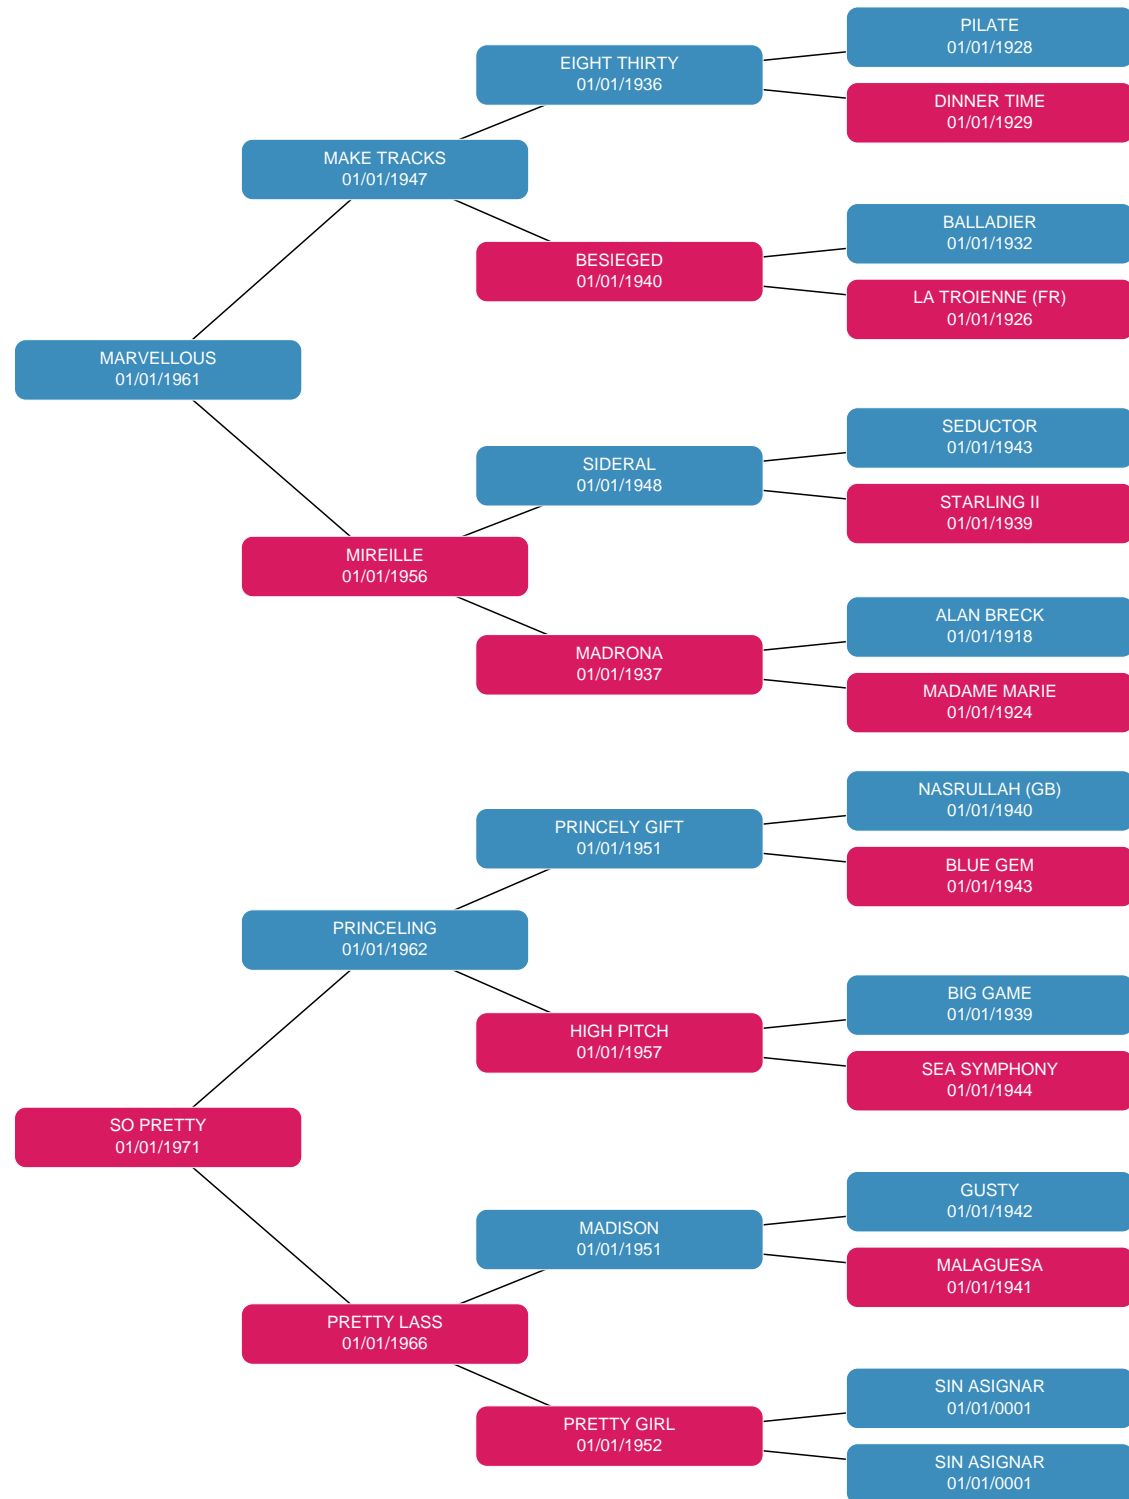 PILATE
01/01/1928
EIGHT THIRTY
01/01/1936
DINNER TIME
01/01/1929
MAKE TRACKS
01/01/1947
BALLADIER
01/01/1932
BESIEGED
01/01/1940
LA TROIENNE (FR)
01/01/1926
MARVELLOUS
01/01/1961
SEDUCTOR
01/01/1943
SIDERAL
01/01/1948
STARLING II
01/01/1939
MIREILLE
01/01/1956
ALAN BRECK
01/01/1918
MADRONA
01/01/1937
MADAME MARIE
01/01/1924
NASRULLAH (GB)
01/01/1940
PRINCELY GIFT
01/01/1951
BLUE GEM
01/01/1943
PRINCELING
01/01/1962
BIG GAME
01/01/1939
HIGH PITCH
01/01/1957
SEA SYMPHONY
01/01/1944
SO PRETTY
01/01/1971
GUSTY
01/01/1942
MADISON
01/01/1951
MALAGUESA
01/01/1941
PRETTY LASS
01/01/1966
SIN ASIGNAR
01/01/0001
PRETTY GIRL
01/01/1952
SIN ASIGNAR
01/01/0001